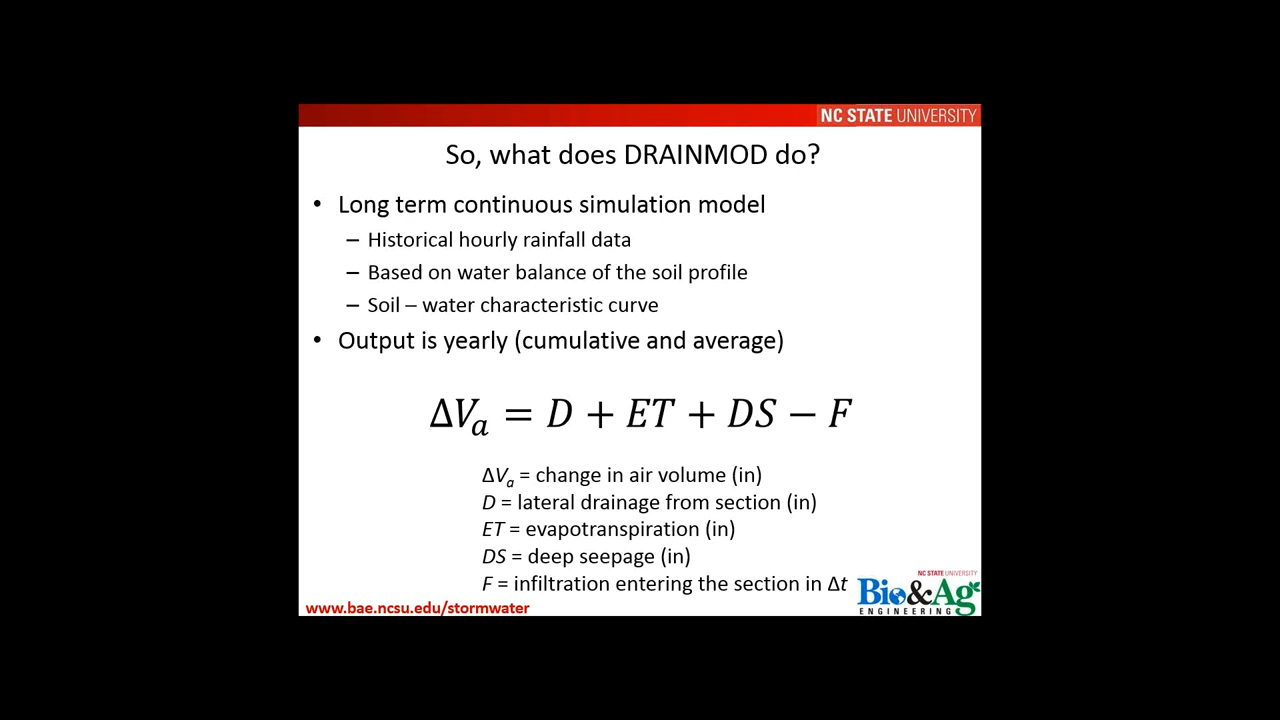 NC STATE UNIVERSITY
So, what does DRAINMOD do?
• Long term continuous simulation model
– Historical hourly rainfall data
– Based on water balance of the soil profile
– Soil – water characteristic curve
• Output is yearly (cumulative and average)
ΔVₐ = D + ET + DS − F
ΔVₐ = change in air volume (in)
D = lateral drainage from section (in)
ET = evapotranspiration (in)
DS = deep seepage (in)
F = infiltration entering the section in Δt
www.bae.ncsu.edu/stormwater
NC STATE UNIVERSITY
Bio&Ag
ENGINEERING